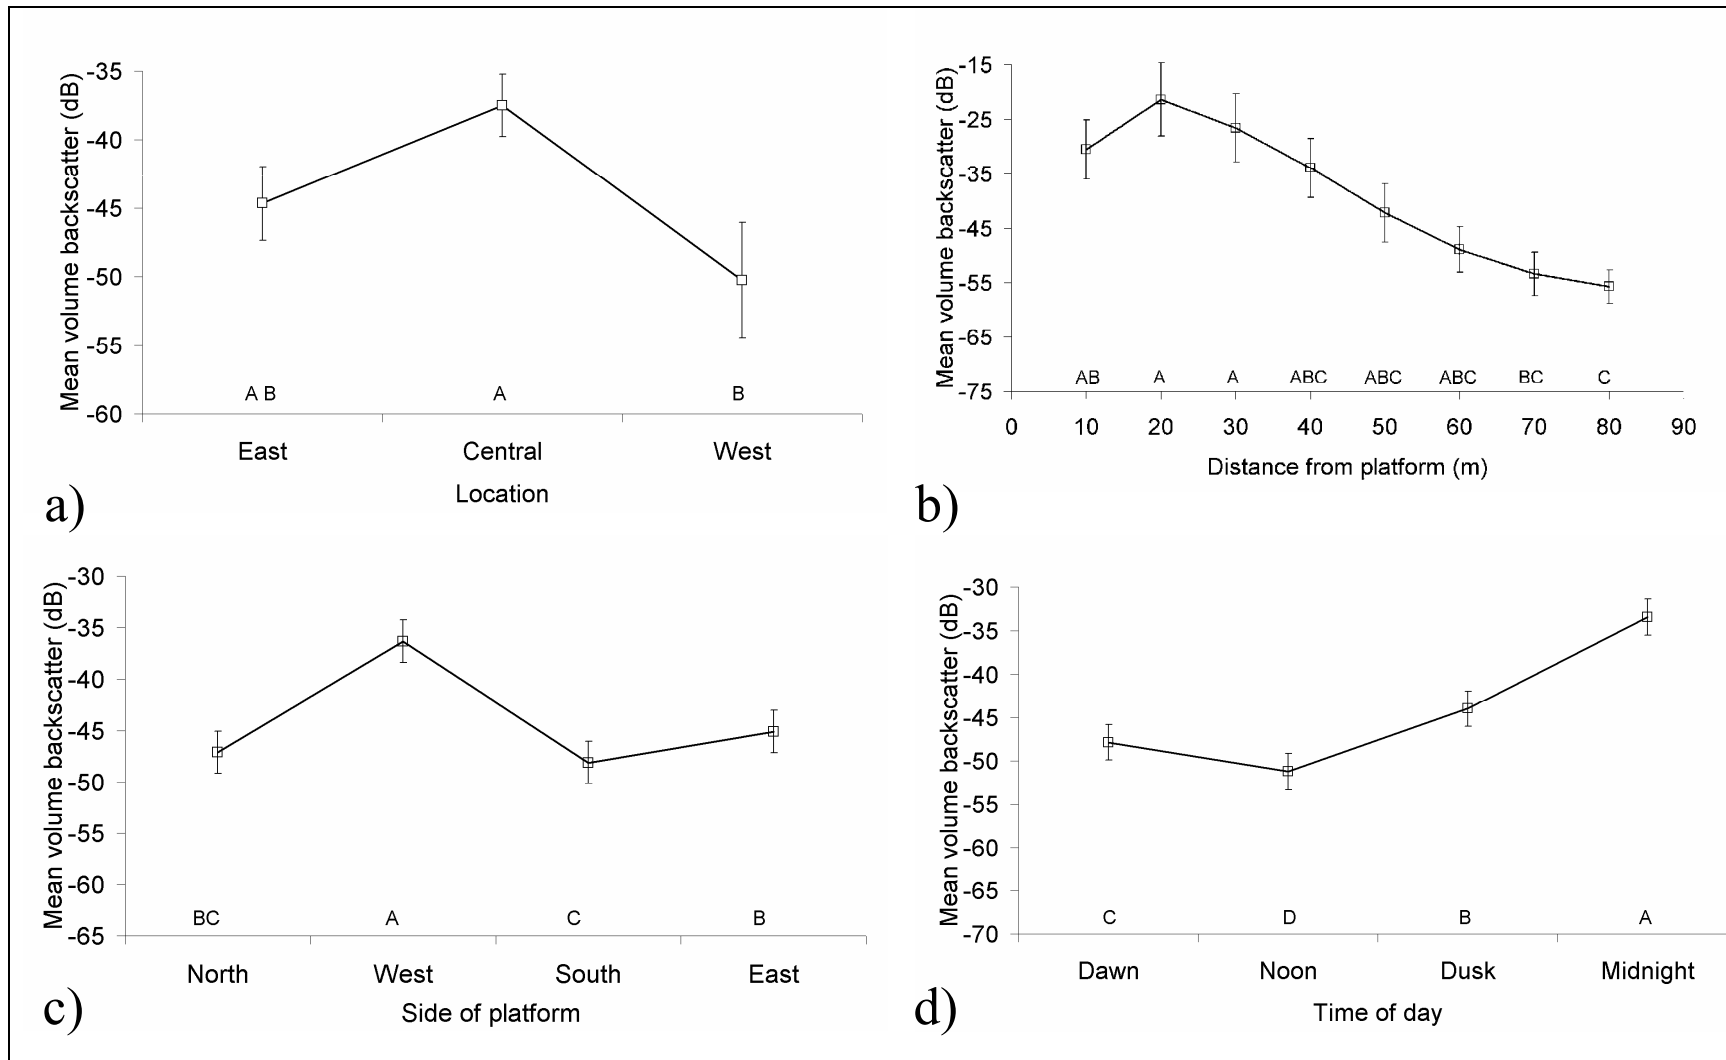 Mean volume backscatter (dB)
-35
-40
-45
-50
-55
-60
A B
A
B
East
Central
West
Location
a)
Mean volume backscatter (dB)
-15
-25
-35
-45
-55
-65
-75
AB
A
A
ABC
ABC
ABC
BC
C
0
10
20
30
40
50
60
70
80
90
Distance from platform (m)
b)
Mean volume backscatter (dB)
-30
-35
-40
-45
-50
-55
-60
-65
BC
A
C
B
North
West
South
East
Side of platform
c)
Mean volume backscatter (dB)
-30
-35
-40
-45
-50
-55
-60
-65
-70
C
D
B
A
Dawn
Noon
Dusk
Midnight
Time of day
d)